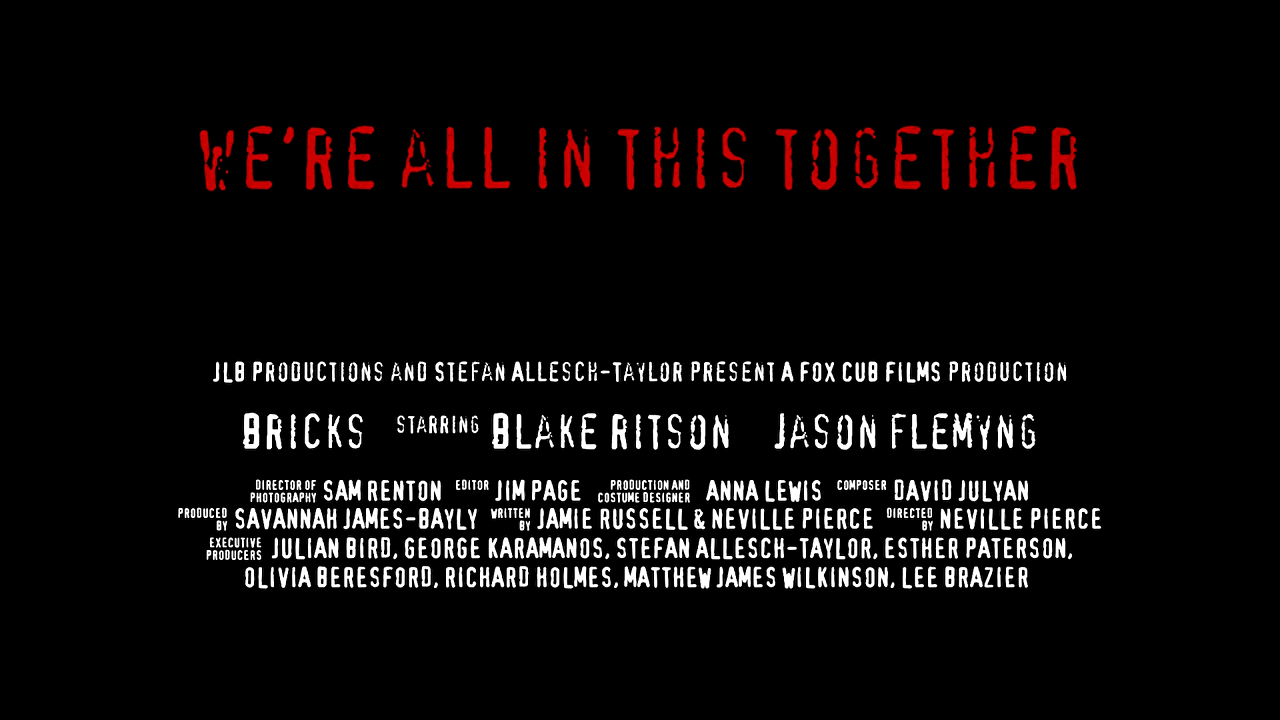 WE'RE ALL IN THIS TOGETHER
JLB PRODUCTIONS AND STEFAN ALLESCH-TAYLOR PRESENT A FOX CUB FILMS PRODUCTION
BRICKS STARRING BLAKE RITSON JASON FLEMYNG
DIRECTOR OF PHOTOGRAPHY SAM RENTON EDITOR JIM PAGE PRODUCTION AND COSTUME DESIGNER ANNA LEWIS COMPOSER DAVID JULYAN
PRODUCED BY SAVANNAH JAMES-BAYLY WRITTEN BY JAMIE RUSSELL & NEVILLE PIERCE DIRECTED BY NEVILLE PIERCE
EXECUTIVE PRODUCERS JULIAN BIRD, GEORGE KARAMANOS, STEFAN ALLESCH-TAYLOR, ESTHER PATERSON,
OLIVIA BERESFORD, RICHARD HOLMES, MATTHEW JAMES WILKINSON, LEE BRAZIER